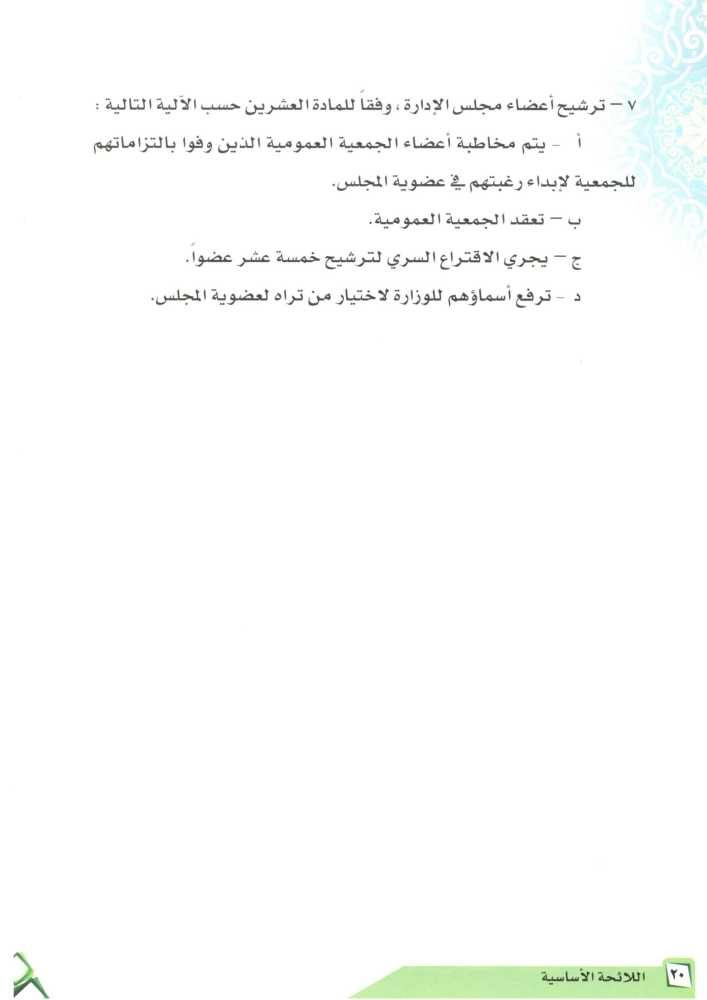 ٧ – ترشيح أعضاء مجلس الإدارة ، وفقاً للمادة العشرين حسب الآلية التالية :
أ - يتم مخاطبة أعضاء الجمعية العمومية الذين وفوا بالتزاماتهم
للجمعية لإبداء رغبتهم في عضوية المجلس.
ب – تعقد الجمعية العمومية.
ج – يجري الاقتراع السري لترشيح خمسة عشر عضواً.
د - ترفع أسماؤهم للوزارة لاختيار من تراه لعضوية المجلس.
٢٠ اللائحة الأساسية